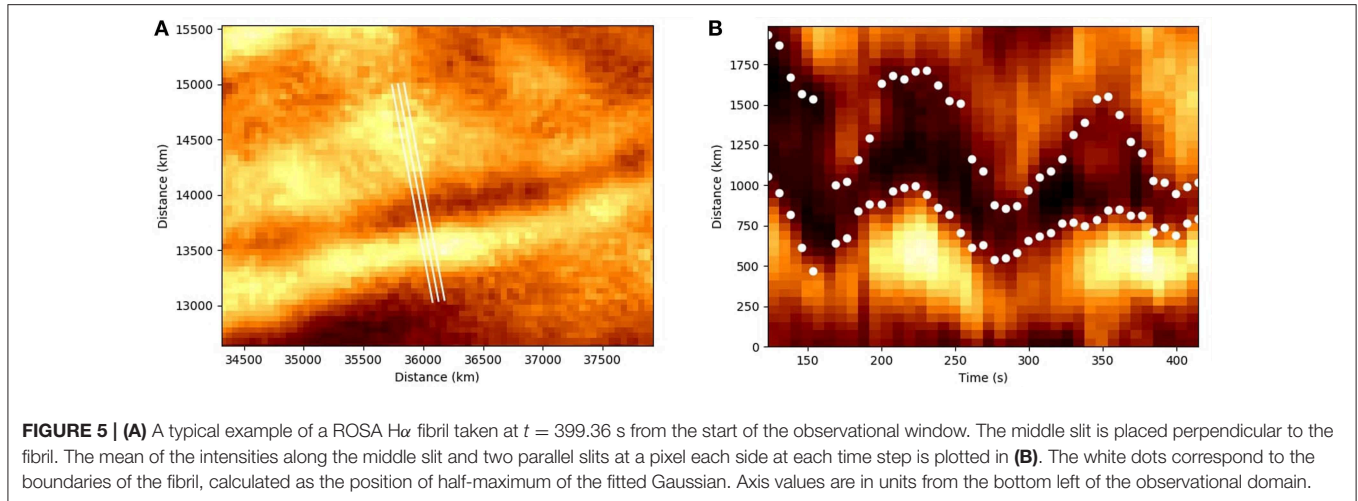 A
B
15500
15000
14500
14000
13500
13000
Distance (km)
34500 35000 35500 36000 36500 37000 37500
Distance (km)
1750
1500
1250
1000
750
500
250
0
Distance (km)
150 200 250 300 350 400
Time (s)
FIGURE 5 | (A) A typical example of a ROSA Hα fibril taken at t = 399.36 s from the start of the observational window. The middle slit is placed perpendicular to the
fibril. The mean of the intensities along the middle slit and two parallel slits at a pixel each side at each time step is plotted in (B). The white dots correspond to the
boundaries of the fibril, calculated as the position of half-maximum of the fitted Gaussian. Axis values are in units from the bottom left of the observational domain.